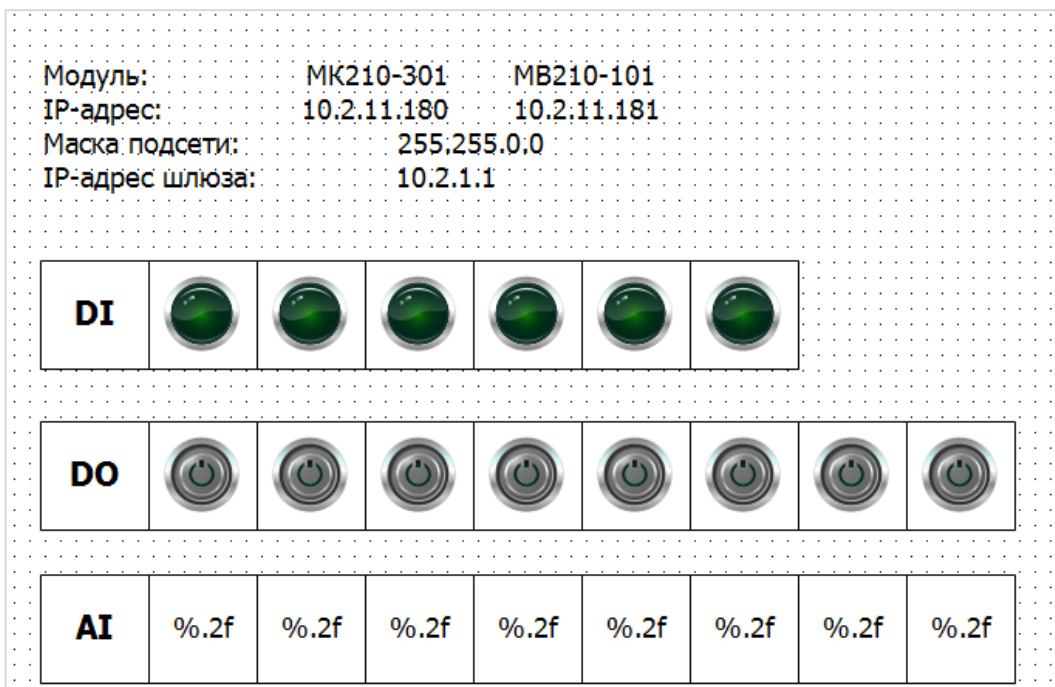 Модуль: МК210-301 МВ210-101
IP-адрес: 10.2.11.180 10.2.11.181
Маска подсети: 255.255.0.0
IP-адрес шлюза: 10.2.1.1
DI
DO
AI %.2f %.2f %.2f %.2f %.2f %.2f %.2f %.2f